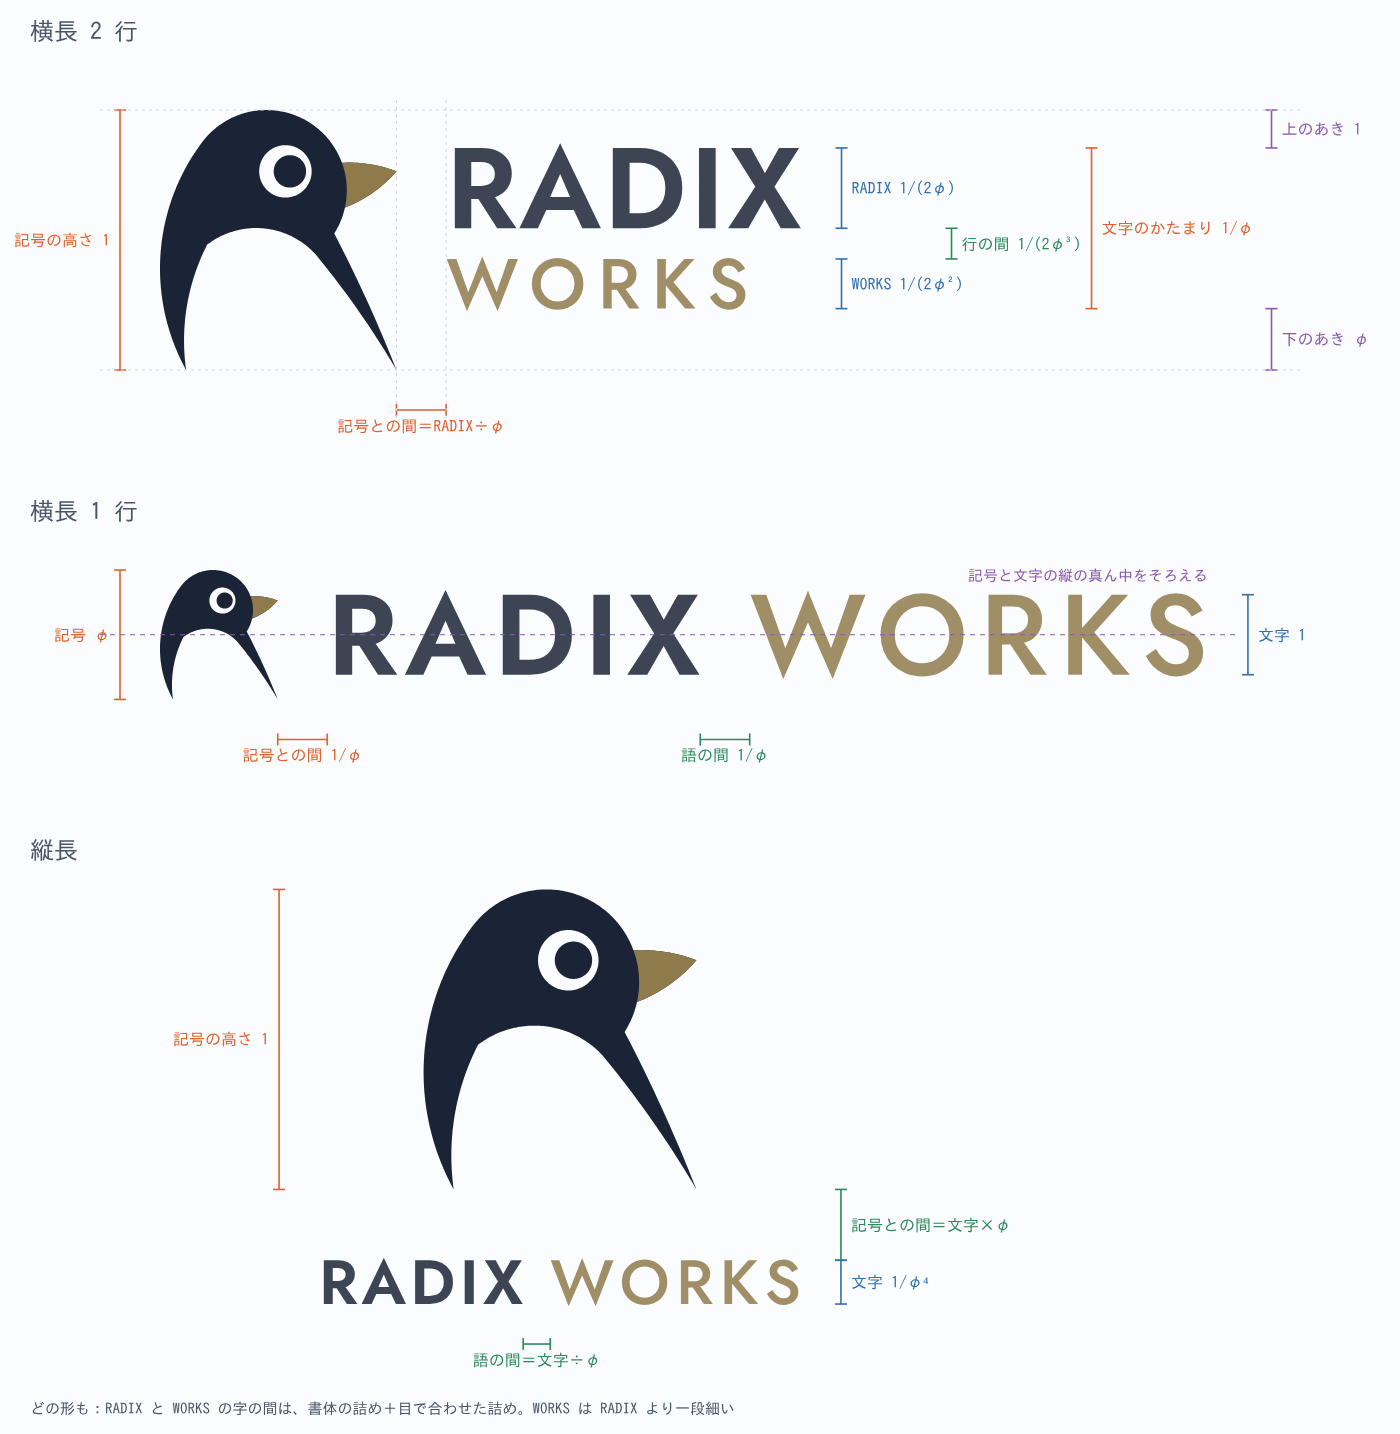 横長 2 行
上のあき 1
RADIX
RADIX 1/(2φ)
文字のかたまり 1/φ
記号の高さ 1
行の間 1/(2φ³)
WORKS
WORKS 1/(2φ²)
下のあき φ
記号との間=RADIX÷φ
横長 1 行
記号と文字の縦の真ん中をそろえる
記号 φ
RADIX WORKS
文字 1
記号との間 1/φ
語の間 1/φ
縦長
記号の高さ 1
記号との間=文字×φ
RADIX WORKS
文字 1/φ⁴
語の間=文字÷φ
どの形も:RADIX と WORKS の字の間は、書体の詰め+目で合わせた詰め。WORKS は RADIX より一段細い